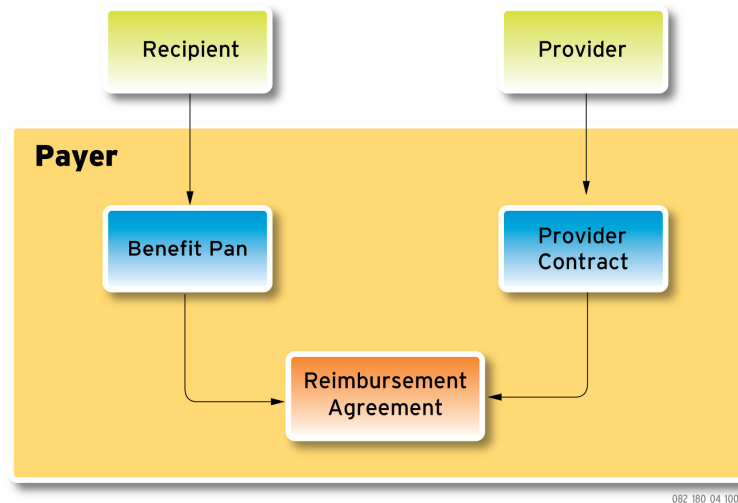 Recipient
Provider
Payer
Benefit Pan
Provider
Contract
Reimbursement
Agreement
082 180 04 100